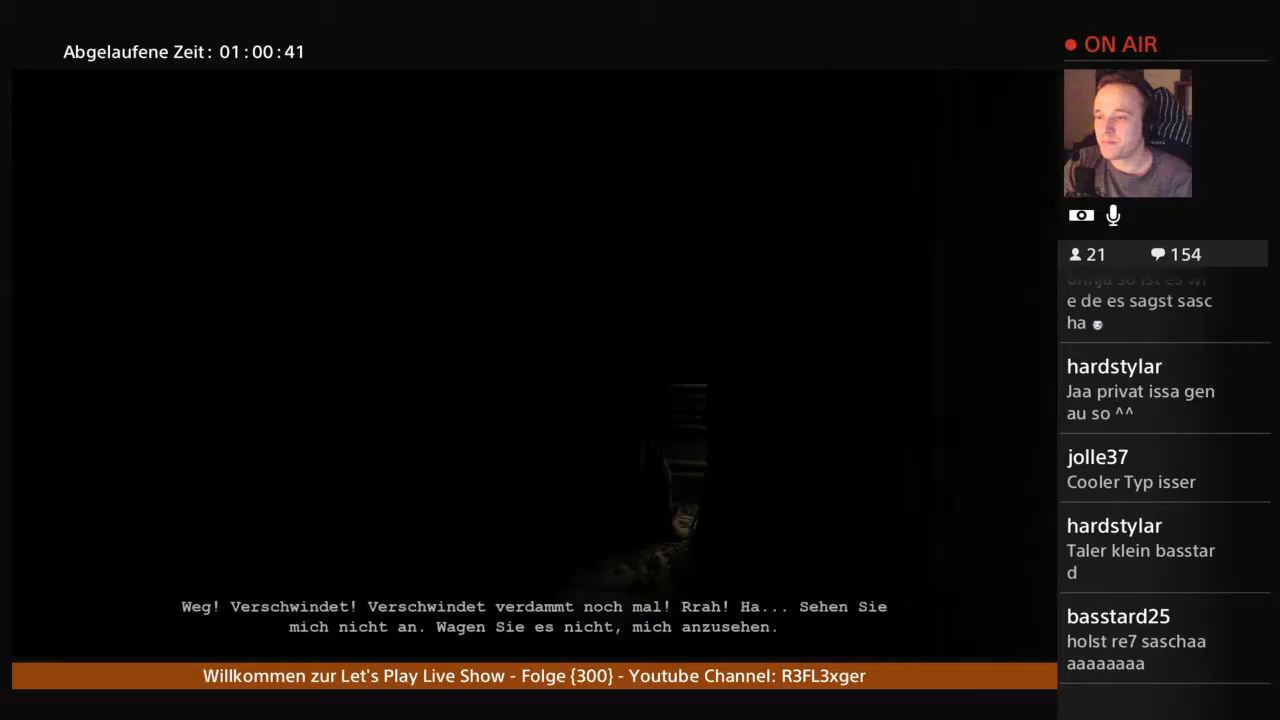 Abgelaufene Zeit: 01:00:41
ON AIR
21
154
e de es sagst sasc
ha
hardstylar
Jaa privat issa gen
au so ^^
jolle37
Cooler Typ isser
hardstylar
Taler klein basstar
d
basstard25
holst re7 saschaa
aaaaaaaa
Weg! Verschwindet! Verschwindet verdammt noch mal! Rrah! Ha... Sehen Sie
mich nicht an. Wagen Sie es nicht, mich anzusehen.
Willkommen zur Let's Play Live Show - Folge {300} - Youtube Channel: R3FL3xger